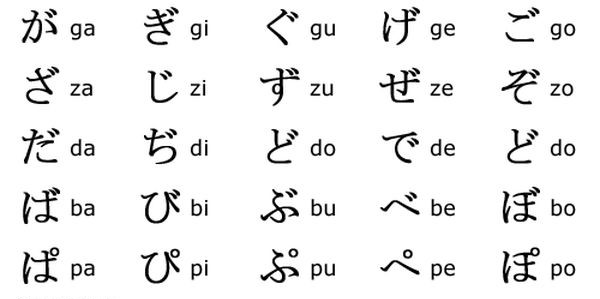 が ga ぎ gi ぐ gu げ ge ご go
ざ za じ zi ず zu ぜ ze ぞ zo
だ da ぢ di ど do で de ど do
ば ba び bi ぶ bu べ be ぼ bo
ぱ pa ぴ pi ぷ pu ぺ pe ぽ po